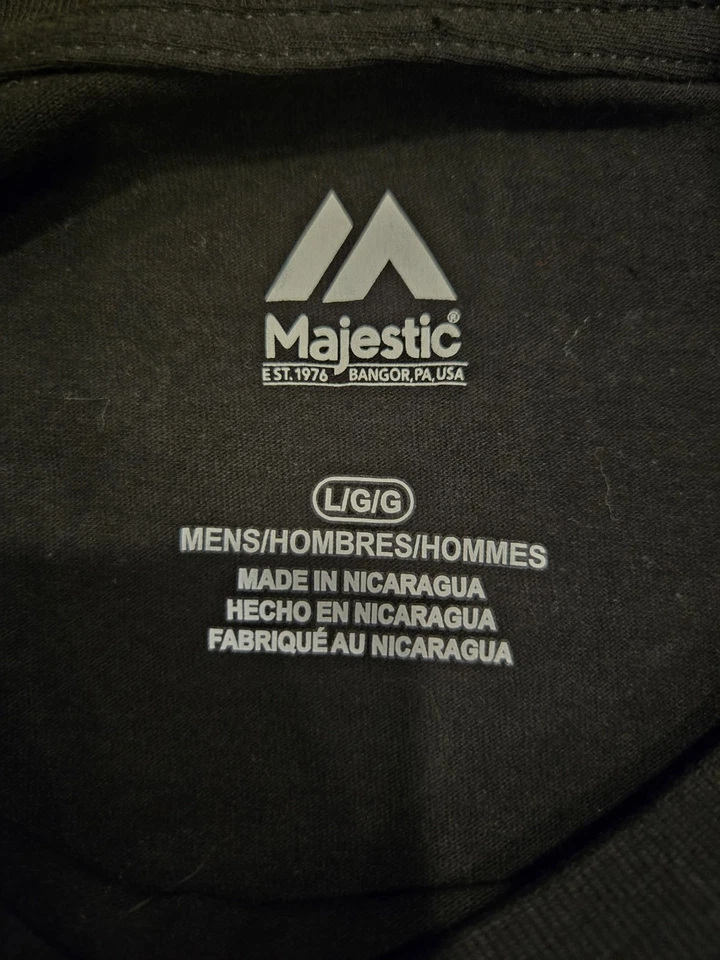 Majestic®
EST.1976 BANGOR,PA,USA
L/G/G
MENS/HOMBRES/HOMMES
MADE IN NICARAGUA
HECHO EN NICARAGUA
FABRIQUÉ AU NICARAGUA